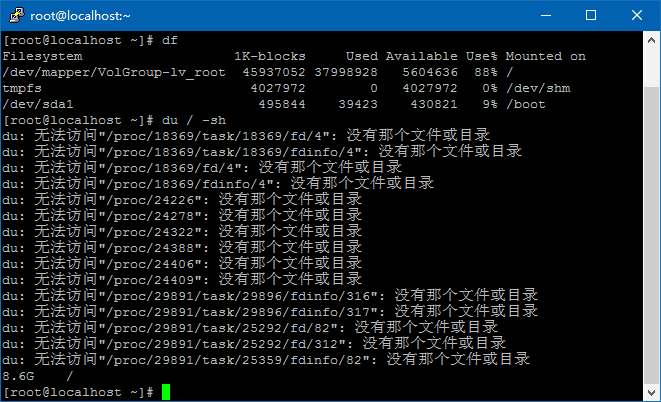 root@localhost:~
[root@localhost ~]# df
Filesystem 1K-blocks Used Available Use% Mounted on
/dev/mapper/VolGroup-lv_root 45937052 37998928 5604636 88% /
tmpfs 4027972 0 4027972 0% /dev/shm
/dev/sda1 495844 39423 430821 9% /boot
[root@localhost ~]# du / -sh
du: 无法访问"/proc/18369/task/18369/fd/4": 没有那个文件或目录
du: 无法访问"/proc/18369/task/18369/fdinfo/4": 没有那个文件或目录
du: 无法访问"/proc/18369/fd/4": 没有那个文件或目录
du: 无法访问"/proc/18369/fdinfo/4": 没有那个文件或目录
du: 无法访问"/proc/24226": 没有那个文件或目录
du: 无法访问"/proc/24278": 没有那个文件或目录
du: 无法访问"/proc/24322": 没有那个文件或目录
du: 无法访问"/proc/24388": 没有那个文件或目录
du: 无法访问"/proc/24406": 没有那个文件或目录
du: 无法访问"/proc/24409": 没有那个文件或目录
du: 无法访问"/proc/29891/task/29896/fdinfo/316": 没有那个文件或目录
du: 无法访问"/proc/29891/task/29896/fdinfo/317": 没有那个文件或目录
du: 无法访问"/proc/29891/task/25292/fd/82": 没有那个文件或目录
du: 无法访问"/proc/29891/task/25292/fd/312": 没有那个文件或目录
du: 无法访问"/proc/29891/task/25359/fdinfo/82": 没有那个文件或目录
8.6G /
[root@localhost ~]#